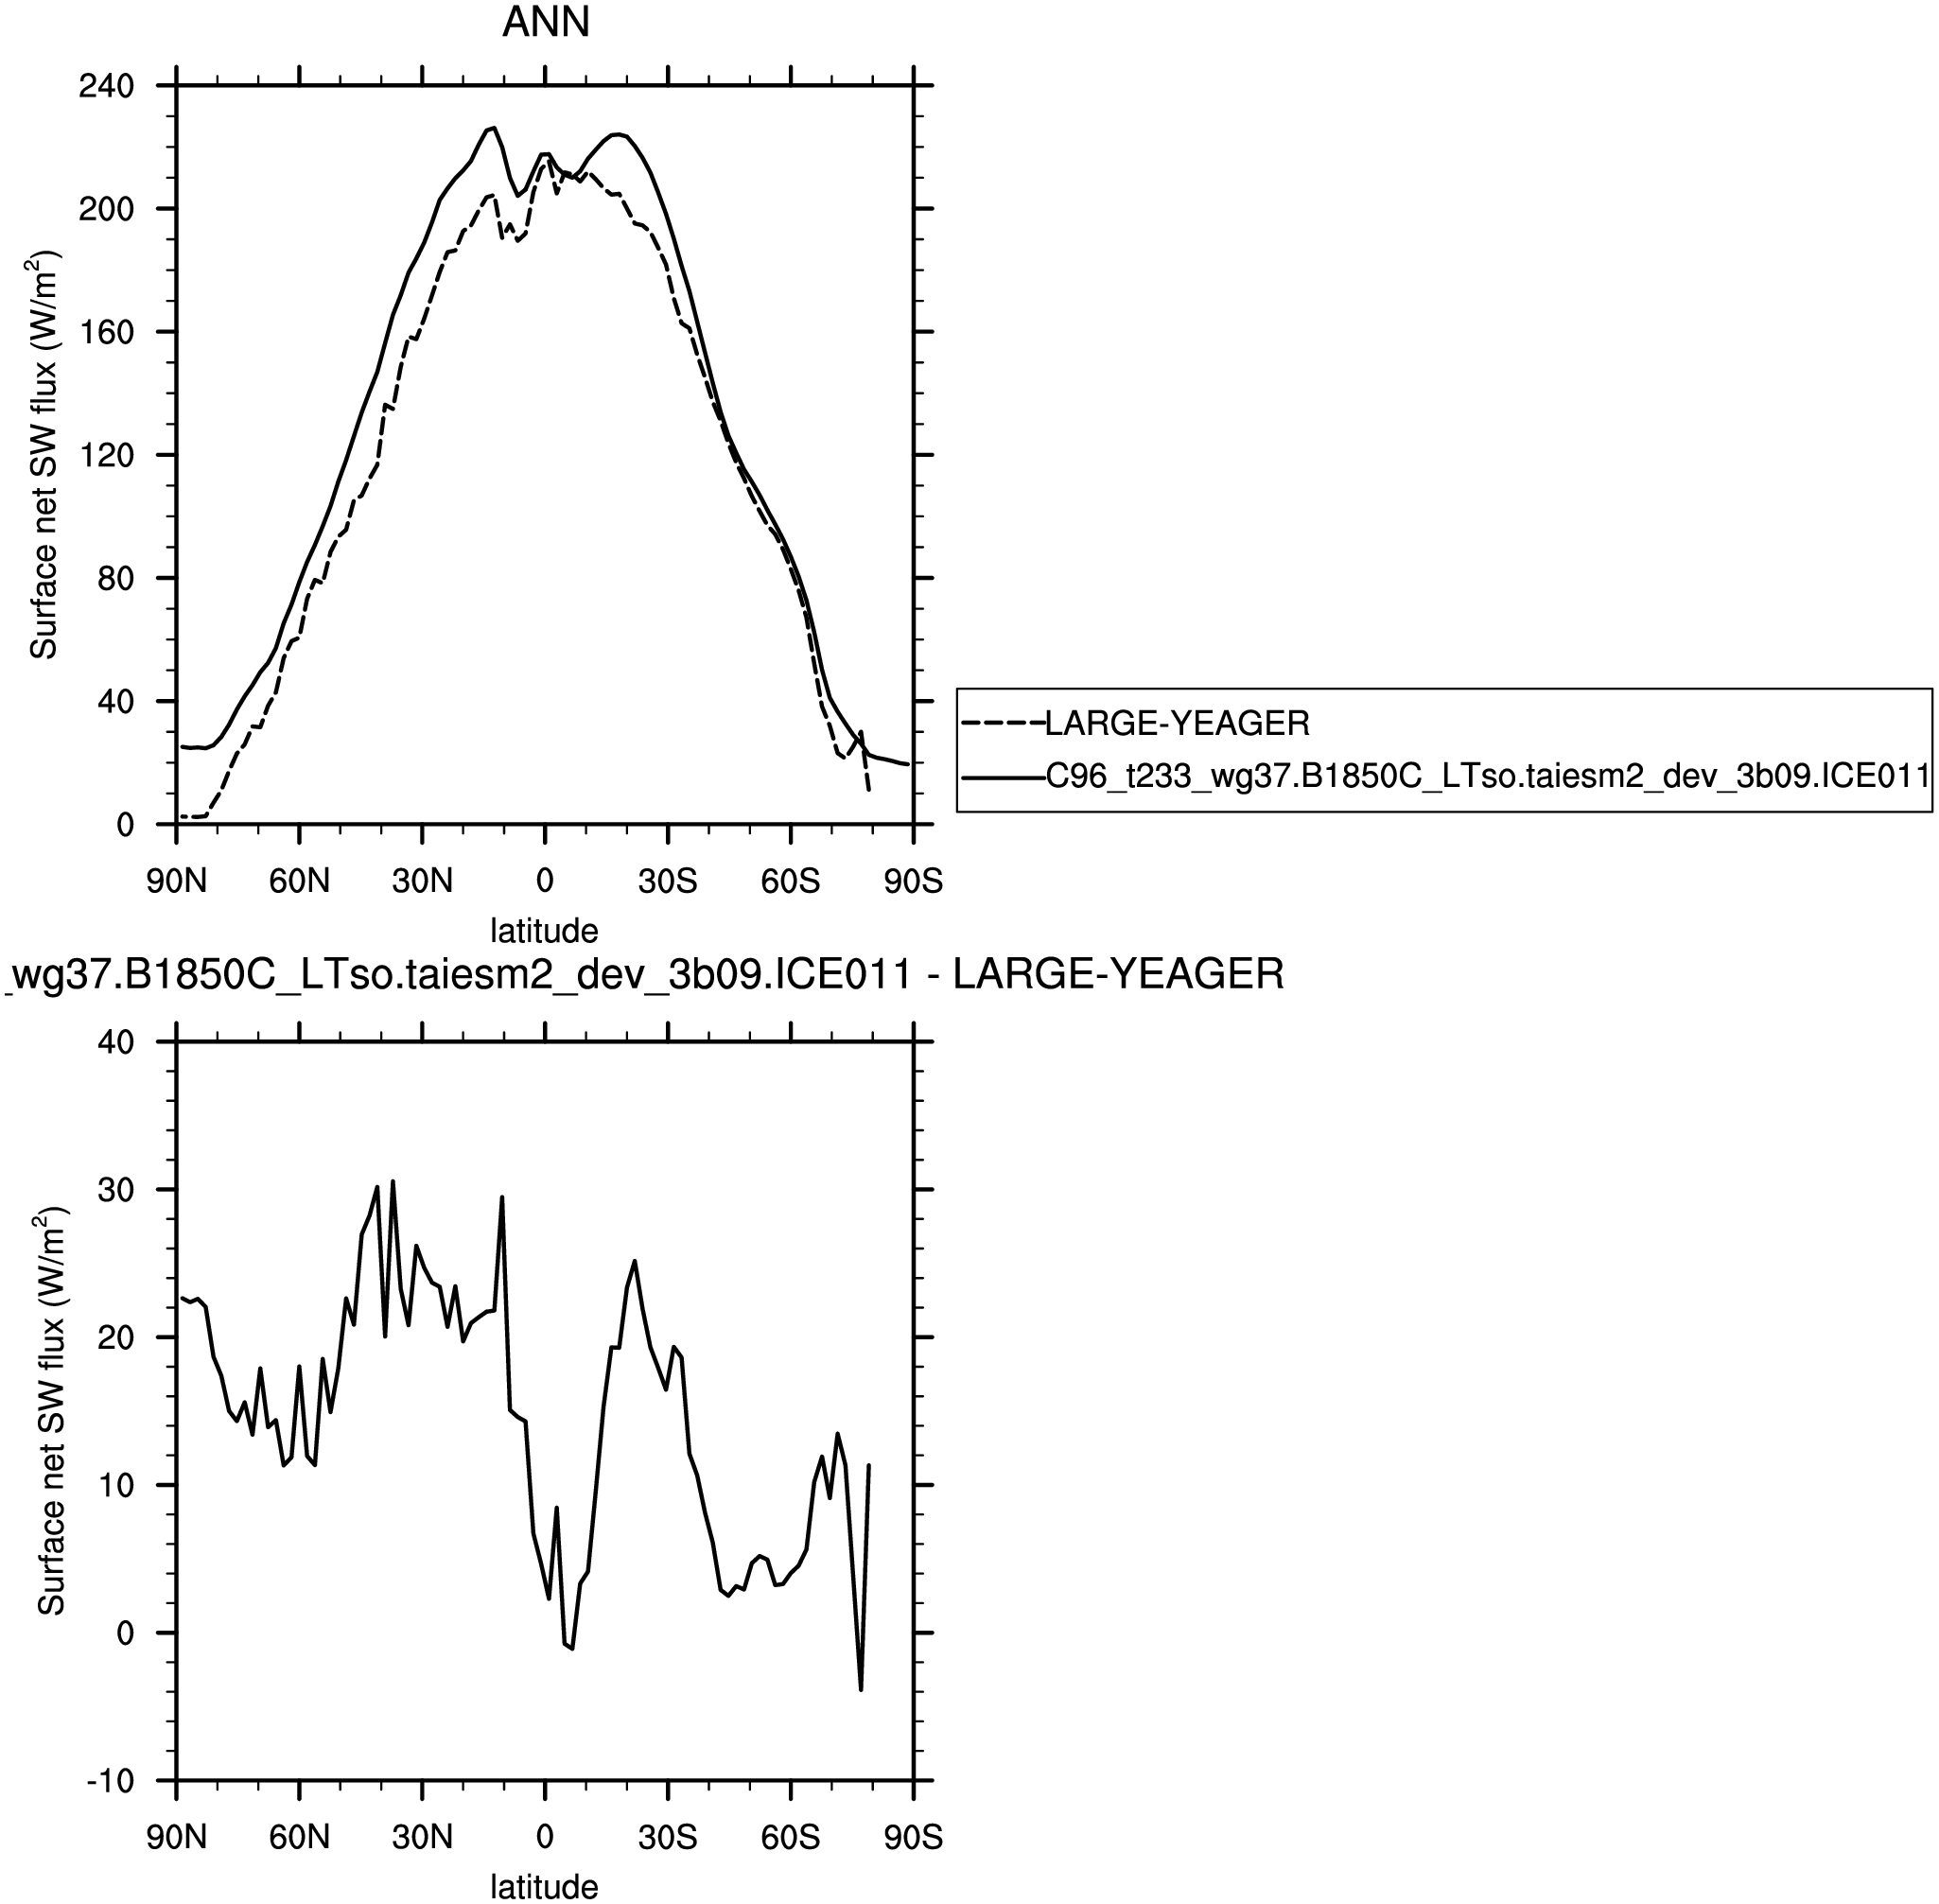 ANN
240
200
160
120
80
40
0
Surface net SW flux (W/m²)
90N 60N 30N 0 30S 60S 90S
latitude
LARGE-YEAGER
C96_t233_wg37.B1850C_LTso.taiesm2_dev_3b09.ICE011
_wg37.B1850C_LTso.taiesm2_dev_3b09.ICE011 - LARGE-YEAGER
40
30
20
10
0
-10
Surface net SW flux (W/m²)
90N 60N 30N 0 30S 60S 90S
latitude